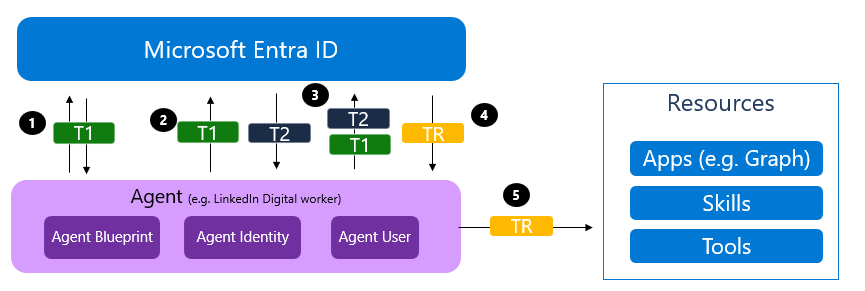 Microsoft Entra ID
1
T1
2
T1
T2
3
T2
T1
4
TR
Agent (e.g. LinkedIn Digital worker)
Agent Blueprint
Agent Identity
Agent User
5
TR
Resources
Apps (e.g. Graph)
Skills
Tools